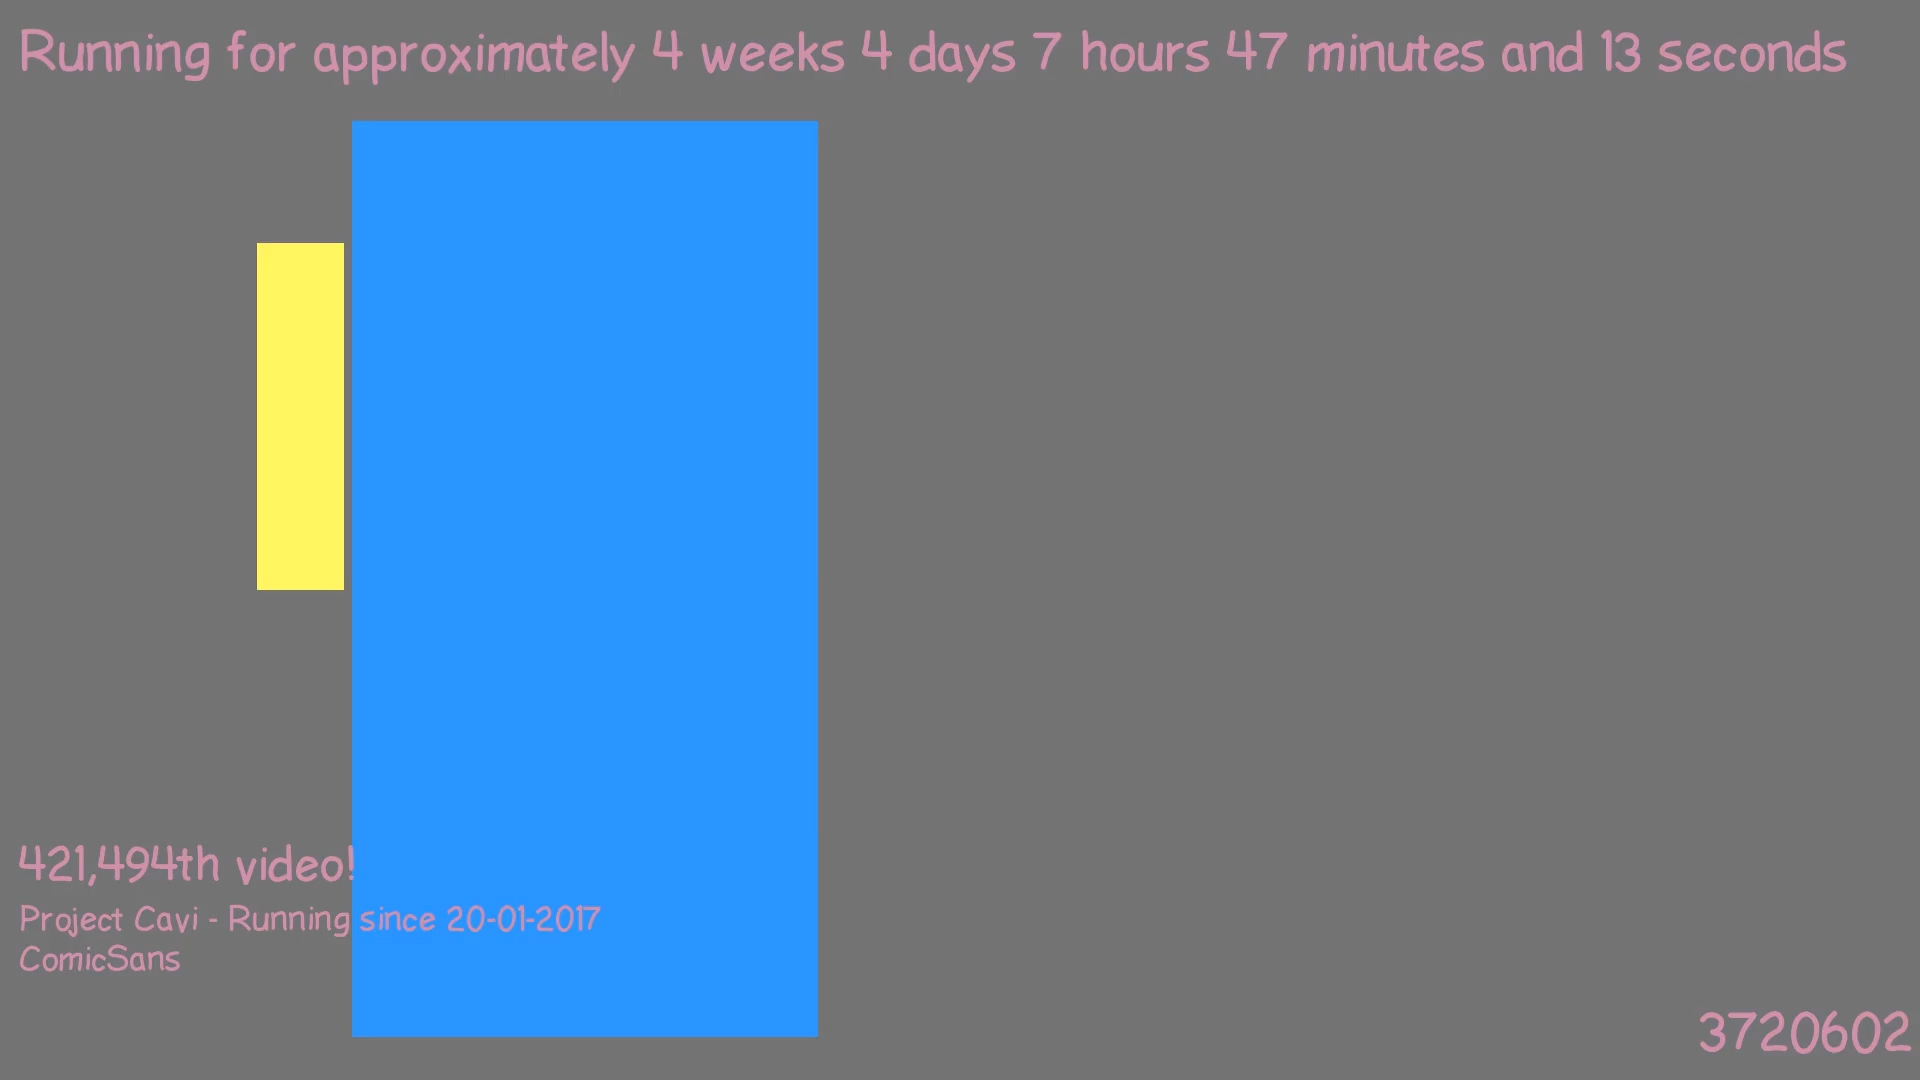 Running for approximately 4 weeks 4 days 7 hours 47 minutes and 13 seconds
421,494th video!
Project Cavi - Running since 20-01-2017
ComicSans
3720602